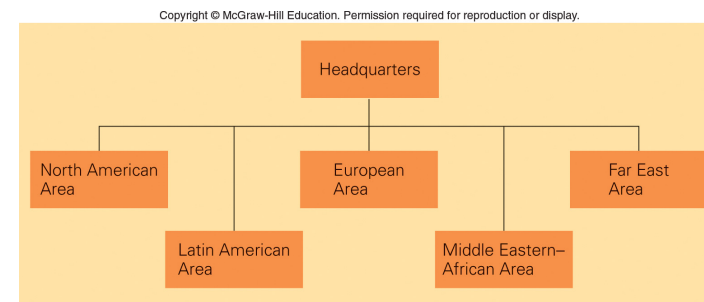 Copyright © McGraw-Hill Education. Permission required for reproduction or display.
Headquarters
North American
Area
European
Area
Far East
Area
Latin American
Area
Middle Eastern–
African Area